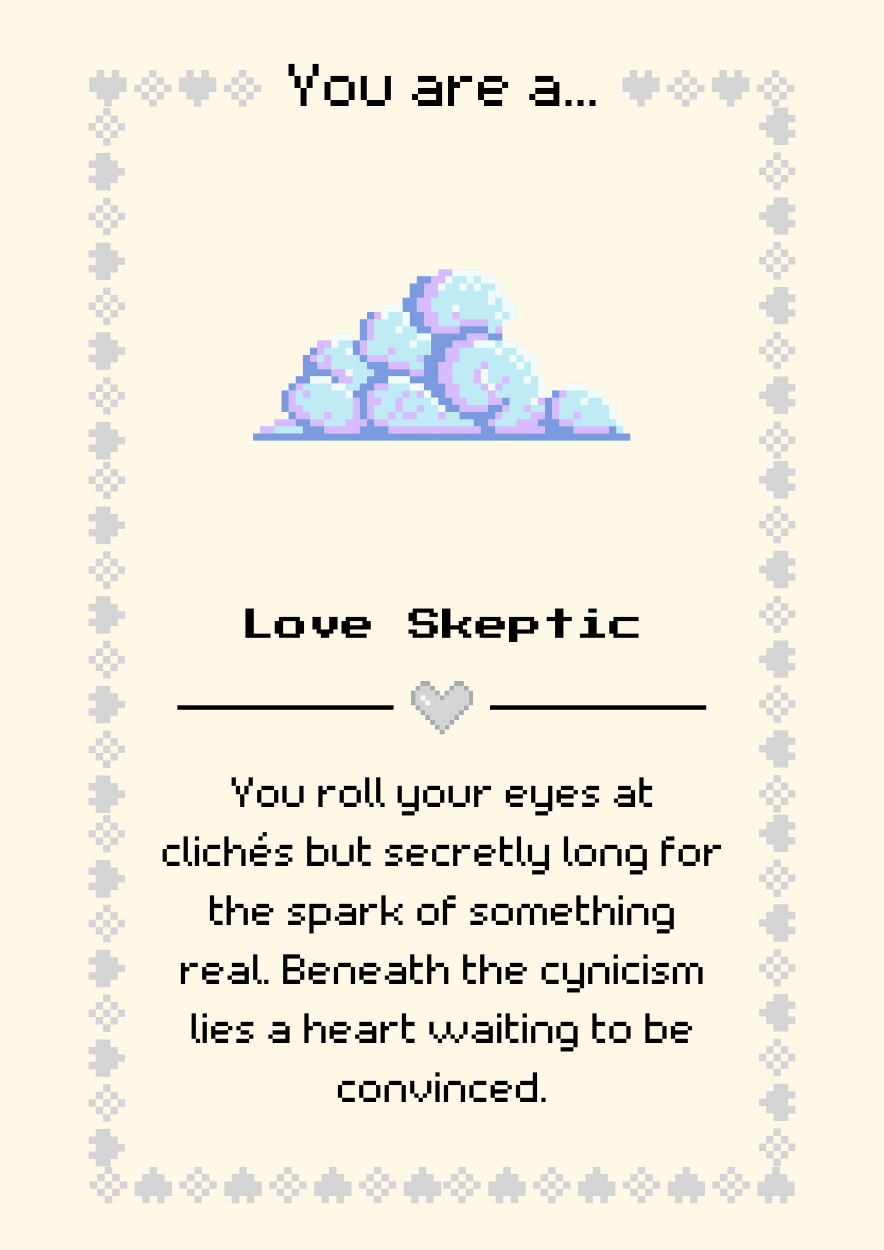 You are a...
Love Skeptic
You roll your eyes at
clichés but secretly long for
the spark of something
real. Beneath the cynicism
lies a heart waiting to be
convinced.